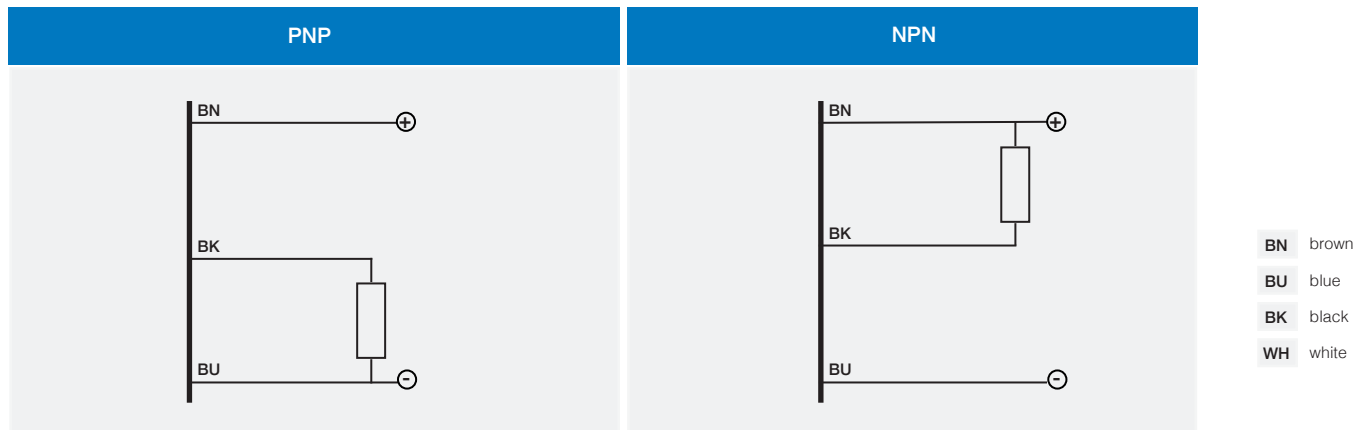 PNP
BN
+
BK
BU
-
NPN
BN
+
BK
BU
-
BN brown
BU blue
BK black
WH white